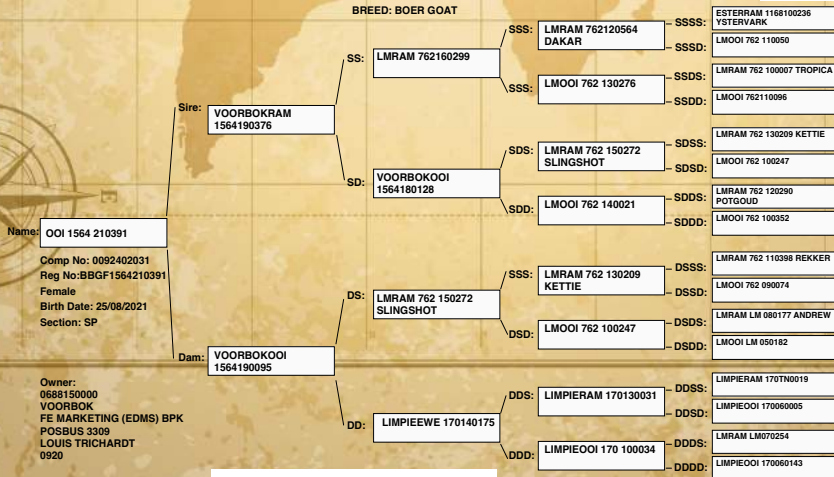 BREED: BOER GOAT
Name:
OOI 1564 210391
Comp No: 0092402031
Reg No:BBGF1564210391
Female
Birth Date: 25/08/2021
Section: SP
Owner:
0688150000
VOORBOK
FE MARKETING (EDMS) BPK
POSBUS 3309
LOUIS TRICHARDT
0920
Sire:
VOORBOKRAM
1564190376
Dam:
VOORBOKOOI
1564190095
SS:
LMRAM 762160299
SD:
VOORBOKOOI
1564180128
DS:
LMRAM 762 150272
SLINGSHOT
DD:
LIMPIEEWE 170140175
SSS:
LMRAM 762120564
DAKAR
SSS:
LMOOI 762 130276
SDS:
LMRAM 762 150272
SLINGSHOT
SDD:
LMOOI 762 140021
SSS:
LMRAM 762 130209
KETTIE
DSD:
LMOOI 762 100247
DDS:
LIMPIERAM 170130031
DDD:
LIMPIEOOI 170 100034
SSSS:
ESTERRAM 1168100236
YSTERVARK
SSSD:
LMOOI 762 110050
SSDS:
LMRAM 762 100007 TROPICA
SSDD:
LMOOI 762110096
SDSS:
LMRAM 762 130209 KETTIE
SDSD:
LMOOI 762 100247
SDDS:
LMRAM 762 120290
POTGOUD
SDDD:
LMOOI 762 100352
DSSS:
LMRAM 762 110398 REKKER
DSSD:
LMOOI 762 090074
DSDS:
LMRAM LM 080177 ANDREW
DSDD:
LMOOI LM 050182
DDSS:
LIMPIERAM 170TN0019
DDSD:
LIMPIEOOI 170060005
DDDS:
LMRAM LM070254
DDDD:
LIMPIEOOI 170060143